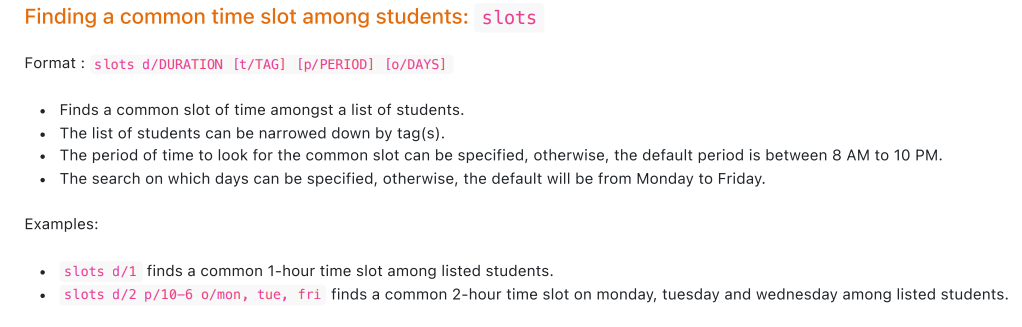 Finding a common time slot among students: slots
Format : slots d/DURATION [t/TAG] [p/PERIOD] [o/DAYS]
• Finds a common slot of time amongst a list of students.
• The list of students can be narrowed down by tag(s).
• The period of time to look for the common slot can be specified, otherwise, the default period is between 8 AM to 10 PM.
• The search on which days can be specified, otherwise, the default will be from Monday to Friday.
Examples:
• slots d/1 finds a common 1-hour time slot among listed students.
• slots d/2 p/10-6 o/mon, tue, fri finds a common 2-hour time slot on monday, tuesday and wednesday among listed students.